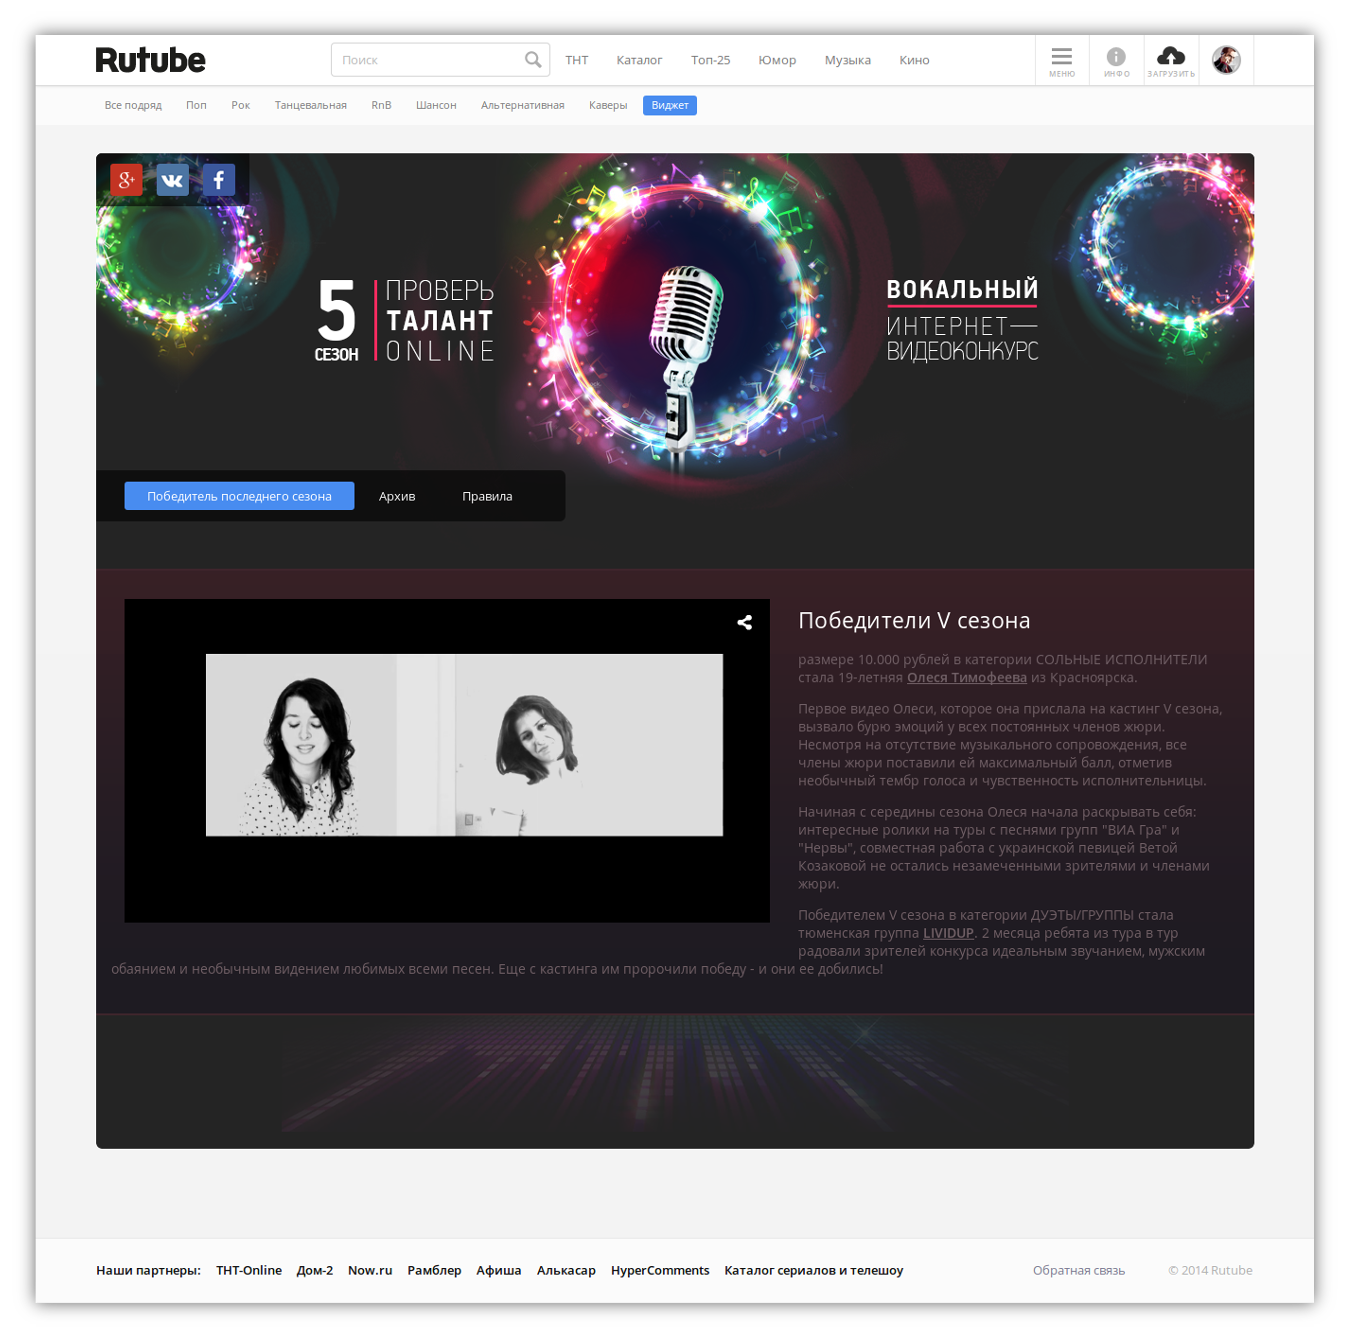 Rutube
Поиск
ТНТ
Каталог
Топ-25
Юмор
Музыка
Кино
МЕНЮ
ИНФО
ЗАГРУЗИТЬ
Все подряд
Поп
Рок
Танцевальная
RnB
Шансон
Альтернативная
Каверы
Виджет
5
СЕЗОН
ПРОВЕРЬ
ТАЛАНТ
ONLINE
ВОКАЛЬНЫЙ
ИНТЕРНЕТ—
ВИДЕОКОНКУРС
Победитель последнего сезона
Архив
Правила
Победители V сезона
размере 10.000 рублей в категории СОЛЬНЫЕ ИСПОЛНИТЕЛИ
стала 19-летняя Олеся Тимофеева из Красноярска.
Первое видео Олеси, которое она прислала на кастинг V сезона,
вызвало бурю эмоций у всех постоянных членов жюри.
Несмотря на отсутствие музыкального сопровождения, все
члены жюри поставили ей максимальный балл, отметив
необычный тембр голоса и чувственность исполнительницы.
Начиная с середины сезона Олеся начала раскрывать себя:
интересные ролики на туры с песнями групп "ВИА Гра" и
"Нервы", совместная работа с украинской певицей Ветой
Козаковой не остались незамеченными зрителями и членами
жюри.
Победителем V сезона в категории ДУЭТЫ/ГРУППЫ стала
тюменская группа LIVIDUP. 2 месяца ребята из тура в тур
радовали зрителей конкурса идеальным звучанием, мужским
обаянием и необычным видением любимых всеми песен. Еще с кастинга им пророчили победу - и они ее добились!
Наши партнеры:
ТНТ-Online
Дом-2
Now.ru
Рамблер
Афиша
Алькасар
HyperComments
Каталог сериалов и телешоу
Обратная связь
© 2014 Rutube